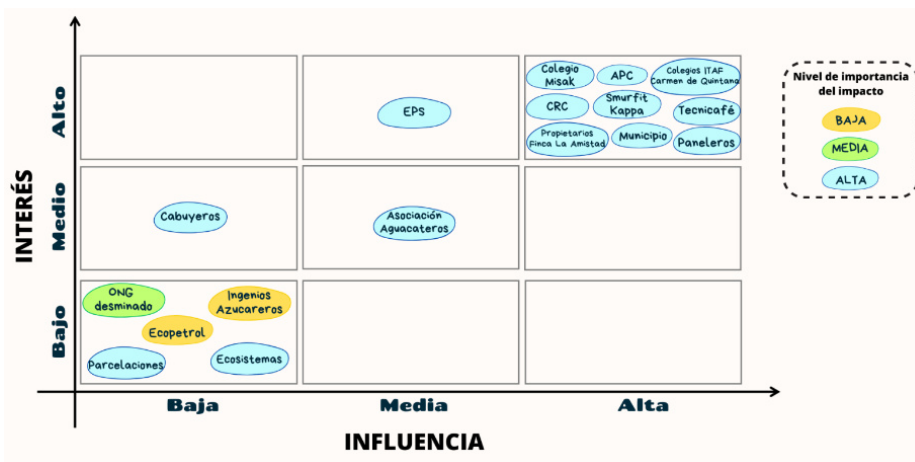 Colegio
Misak
APC
Colegios ITAF
Carmen de Quintana
CRC
Smurfit
Kappa
Tecnicafé
Propietarios
Finca La Amistad
Municipio
Paneleros
EPS
Cabuyeros
Asociación
Aguacateros
ONG
desminado
Ingenios
Azucareros
Ecopetrol
Parcelaciones
Ecosistemas
INTERÉS
Alto
Medio
Bajo
Baja
Media
Alta
INFLUENCIA
Nivel de importancia
del impacto
BAJA
MEDIA
ALTA